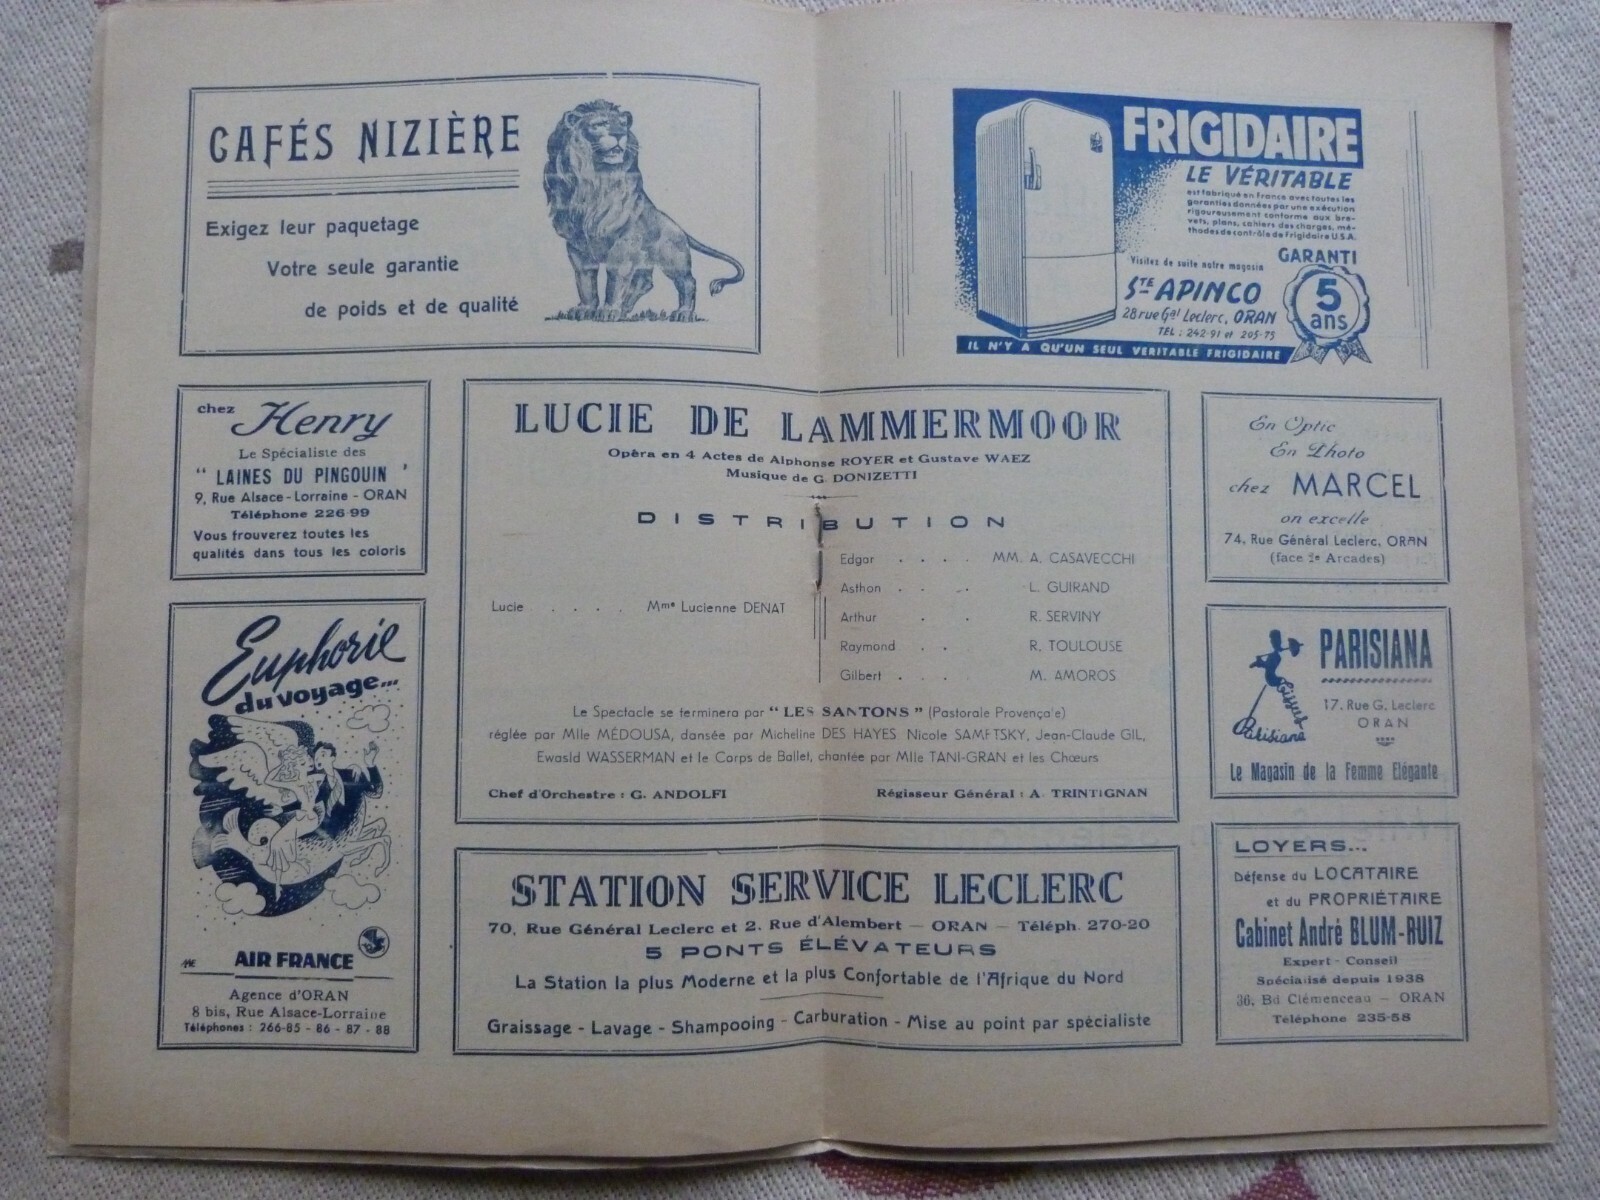 CAFÉS NIZIÈRE
Exigez leur paquetage
Votre seule garantie
de poids et de qualité
FRIGIDAIRE
LE VÉRITABLE
est fabriqué en France avec toutes les
garanties données par une exécution
rigoureusement conforme aux bre-
vets, plans, cahiers des charges, mé-
thodes de contrôle de Frigidaire U.S.A.
GARANTI
5
ans
Visitez de suite notre magasin
STE APINCO
28 rue Gal Leclerc, ORAN
TEL : 242-91 et 205-75
IL N'Y A QU'UN SEUL VERITABLE FRIGIDAIRE
chez Henry
Le Spécialiste des
" LAINES DU PINGOUIN '
9, Rue Alsace-Lorraine - ORAN
Téléphone 226-99
Vous frouverez toutes les
qualités dans tous les coloris
Euphorie
du voyage...
AIR FRANCE
Agence d'ORAN
8 bis, Rue Alsace-Lorraine
Téléphones : 266-85 - 86 - 87 - 88
LUCIE DE LAMMERMOOR
Opéra en 4 Actes de Alphonse ROYER et Gustave WAEZ
Musique de G. DONIZETTI
DISTRIBUTION
Lucie . . . . Mme Lucienne DENAT
Edgar . . . . MM. A. CASAVECCHI
Asthon . . . . L. GUIRAND
Arthur . . R. SERVINY
Raymond . . R. TOULOUSE
Gilbert . . . . M. AMOROS
Le Spectacle se terminera par " LES SANTONS " (Pastorale Provençale)
réglée par Mlle MÉDOUSA, dansée par Micheline DES HAYES Nicole SAMETSKY, Jean-Claude GIL,
Ewasld WASSERMAN et le Corps de Ballet, chantée par Mlle TANI-GRAN et les Chœurs
Chef d'Orchestre : G. ANDOLFI
Régisseur Général : A. TRINTIGNAN
STATION SERVICE LECLERC
70, Rue Général Leclerc et 2. Rue d'Alembert — ORAN — Téléph. 270-20
5 PONTS ÉLÉVATEURS
La Station la plus Moderne et la plus Confortable de l'Afrique du Nord
Graissage - Lavage - Shampooing - Carburation - Mise au point par spécialiste
En Optic
En Photo
chez MARCEL
on excelle
74, Rue Général Leclerc, ORAN
(face 2e Arcades)
PARISIANA
Tissus
Parisiana
17, Rue G. Leclerc
ORAN
Le Magasin de la Femme Elégante
LOYERS...
Défense du LOCATAIRE
et du PROPRIÉTAIRE
Cabinet André BLUM-RUIZ
Expert - Conseil
Spécialisé depuis 1938
36, Bd Clémenceau — ORAN
Téléphone 235-58